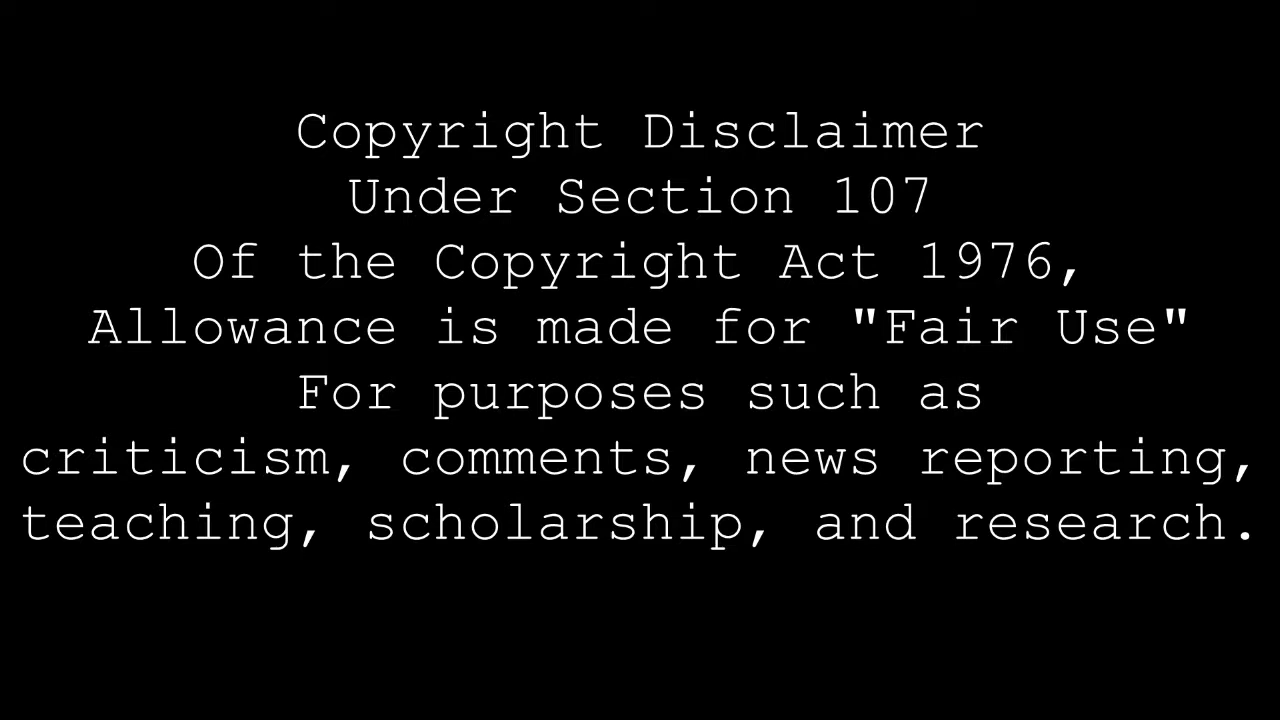 Copyright Disclaimer
Under Section 107
Of the Copyright Act 1976,
Allowance is made for "Fair Use"
For purposes such as
criticism, comments, news reporting,
teaching, scholarship, and research.